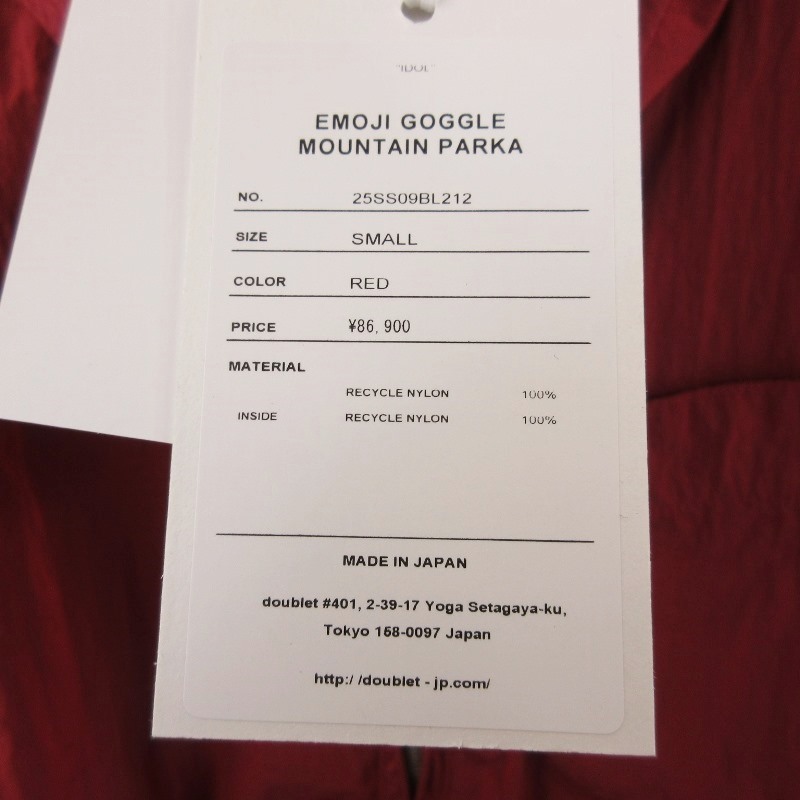 "IDOL"
EMOJI GOGGLE
MOUNTAIN PARKA
NO. 25SS09BL212
SIZE SMALL
COLOR RED
PRICE ¥86,900
MATERIAL
RECYCLE NYLON 100%
INSIDE RECYCLE NYLON 100%
MADE IN JAPAN
doublet #401, 2-39-17 Yoga Setagaya-ku,
Tokyo 158-0097 Japan
http://doublet-jp.com/